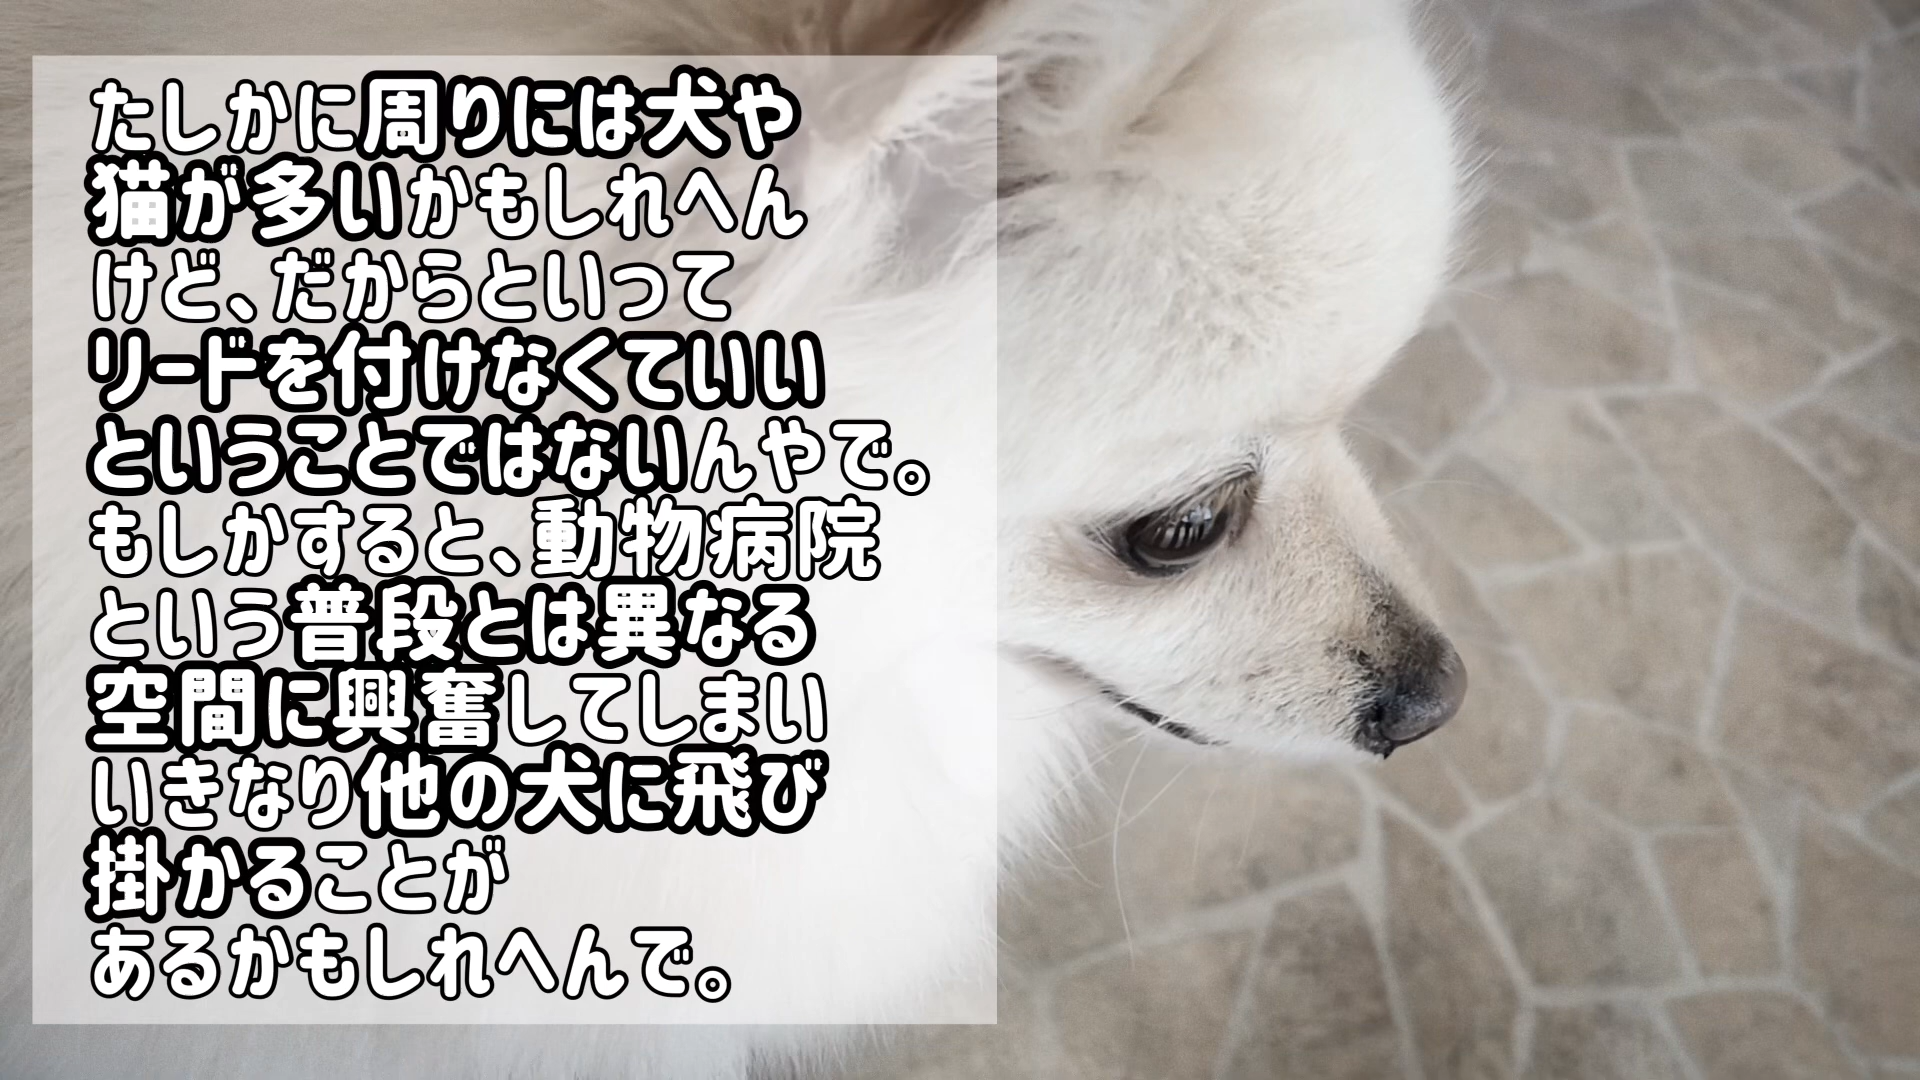 たしかに周りには犬や
猫が多いかもしれへん
けど、だからといって
リードを付けなくていい
ということではないんやで。
もしかすると、動物病院
という普段とは異なる
空間に興奮してしまい
いきなり他の犬に飛び
掛かることが
あるかもしれへんで。